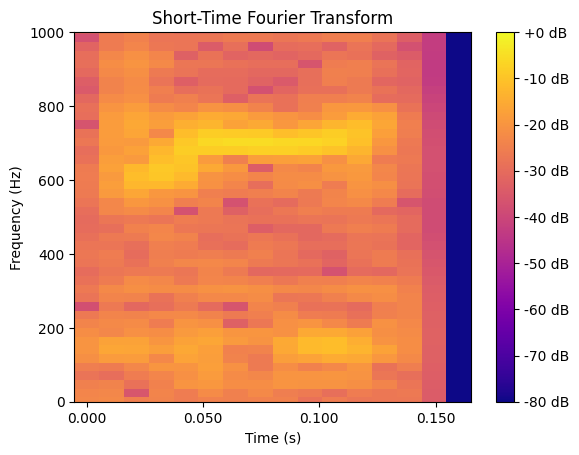 Short-Time Fourier Transform
1000
800
600
400
200
0
Frequency (Hz)
0.000
0.050
0.100
0.150
Time (s)
+0 dB
-10 dB
-20 dB
-30 dB
-40 dB
-50 dB
-60 dB
-70 dB
-80 dB